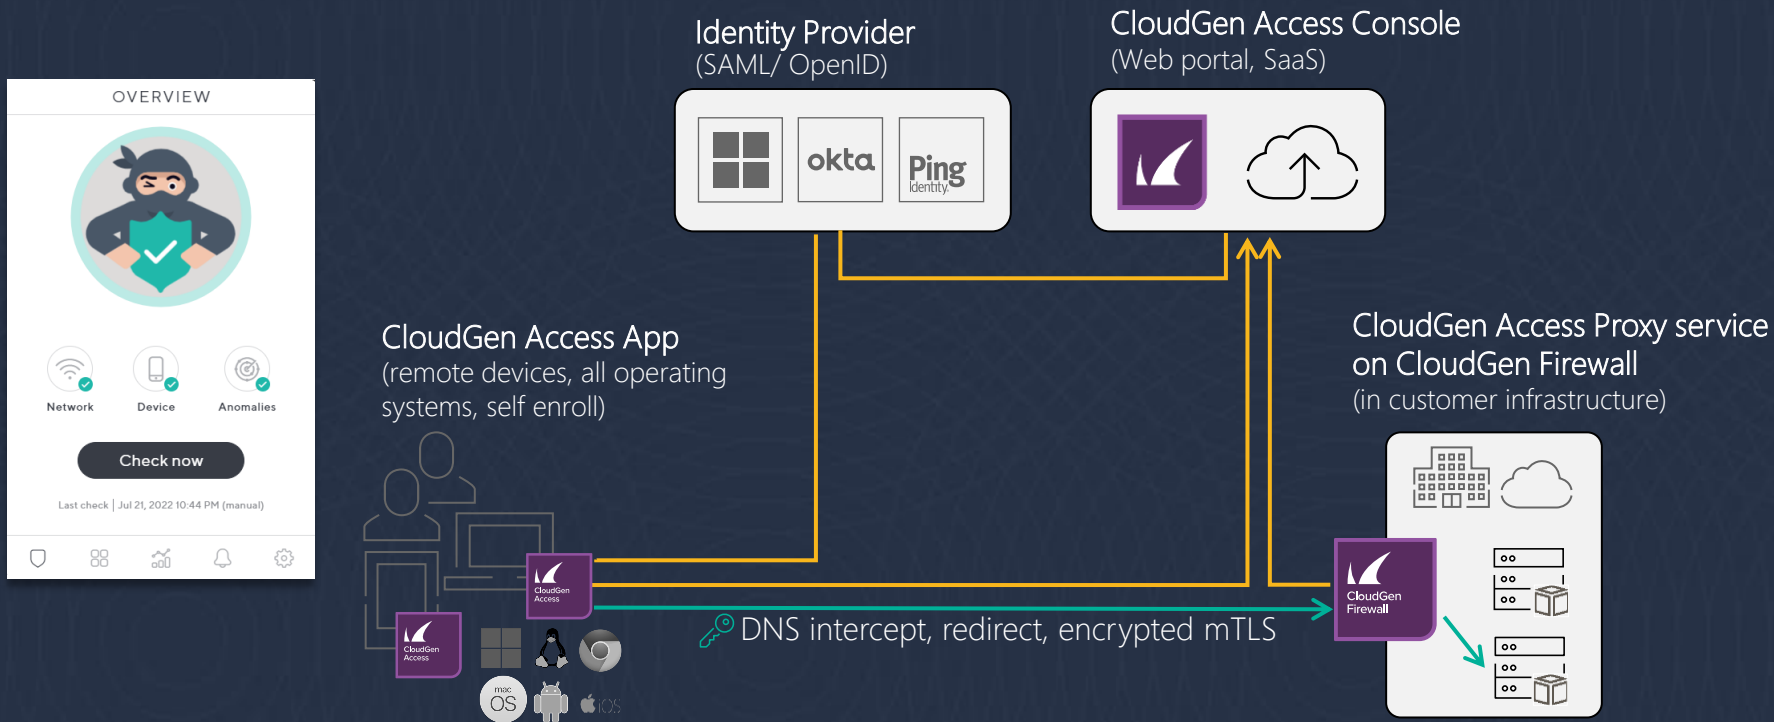 OVERVIEW
Network
Device
Anomalies
Check now
Last check | Jul 21, 2022 10:44 PM (manual)
Identity Provider
(SAML/ OpenID)
okta
Ping
Identity.
CloudGen Access Console
(Web portal, SaaS)
CloudGen Access App
(remote devices, all operating
systems, self enroll)
CloudGen
Access
CloudGen
Access
mac
OS
iOS
DNS intercept, redirect, encrypted mTLS
CloudGen Access Proxy service
on CloudGen Firewall
(in customer infrastructure)
CloudGen
Firewall